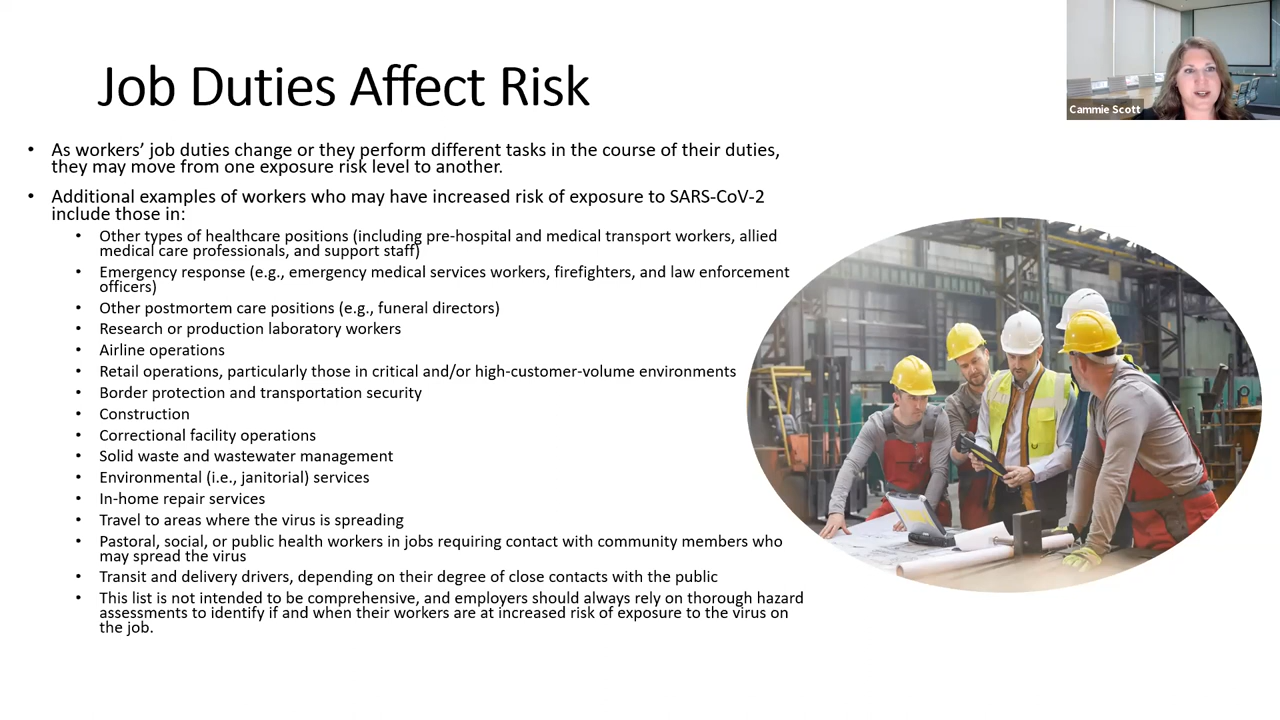 Job Duties Affect Risk
Cammie Scott
• As workers’ job duties change or they perform different tasks in the course of their duties,
they may move from one exposure risk level to another.
• Additional examples of workers who may have increased risk of exposure to SARS-CoV-2
include those in:
• Other types of healthcare positions (including pre-hospital and medical transport workers, allied
medical care professionals, and support staff)
• Emergency response (e.g., emergency medical services workers, firefighters, and law enforcement
officers)
• Other postmortem care positions (e.g., funeral directors)
• Research or production laboratory workers
• Airline operations
• Retail operations, particularly those in critical and/or high-customer-volume environments
• Border protection and transportation security
• Construction
• Correctional facility operations
• Solid waste and wastewater management
• Environmental (i.e., janitorial) services
• In-home repair services
• Travel to areas where the virus is spreading
• Pastoral, social, or public health workers in jobs requiring contact with community members who
may spread the virus
• Transit and delivery drivers, depending on their degree of close contacts with the public
• This list is not intended to be comprehensive, and employers should always rely on thorough hazard
assessments to identify if and when their workers are at increased risk of exposure to the virus on
the job.